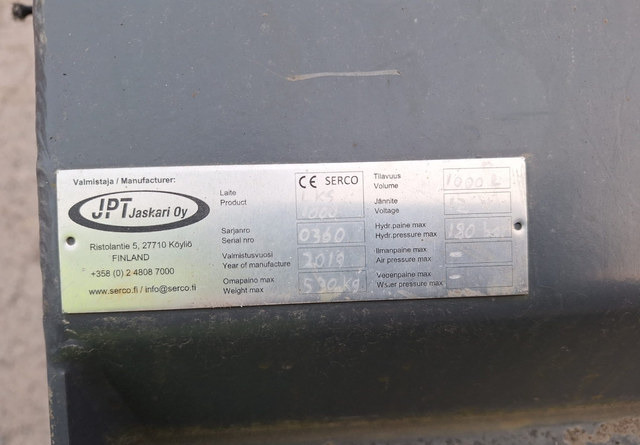 Valmistaja / Manufacturer:
JPT Jaskari Oy
Ristolantie 5, 27710 Köyliö
FINLAND
+358 (0) 2 4808 7000
www.serco.fi / info@serco.fi
CE SERCO
Laite
Product
1000
Sarjanro
Serial nro
0360
Valmistusvuosi
Year of manufacture
Omapaino max
Weight max
Tilavuus
Volume
1000 L
Jännite
Voltage
Hydr.paine max
Hydr.pressure max
180
Ilmanpaine max
Air pressure max
-
Vedenpaine max
Water pressure max
-